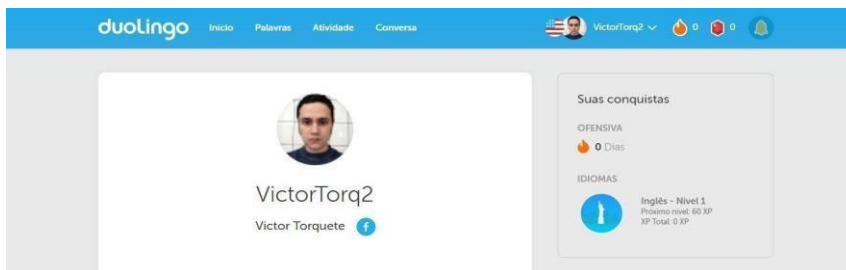 duolingo Início Palavras Atividade Conversa VictorTorq2 0 0
VictorTorq2
Victor Torquete f
Suas conquistas
OFENSIVA
0 Dias
IDIOMAS
Inglês - Nível 1
Próximo nível: 60 XP
XP Total: 0 XP